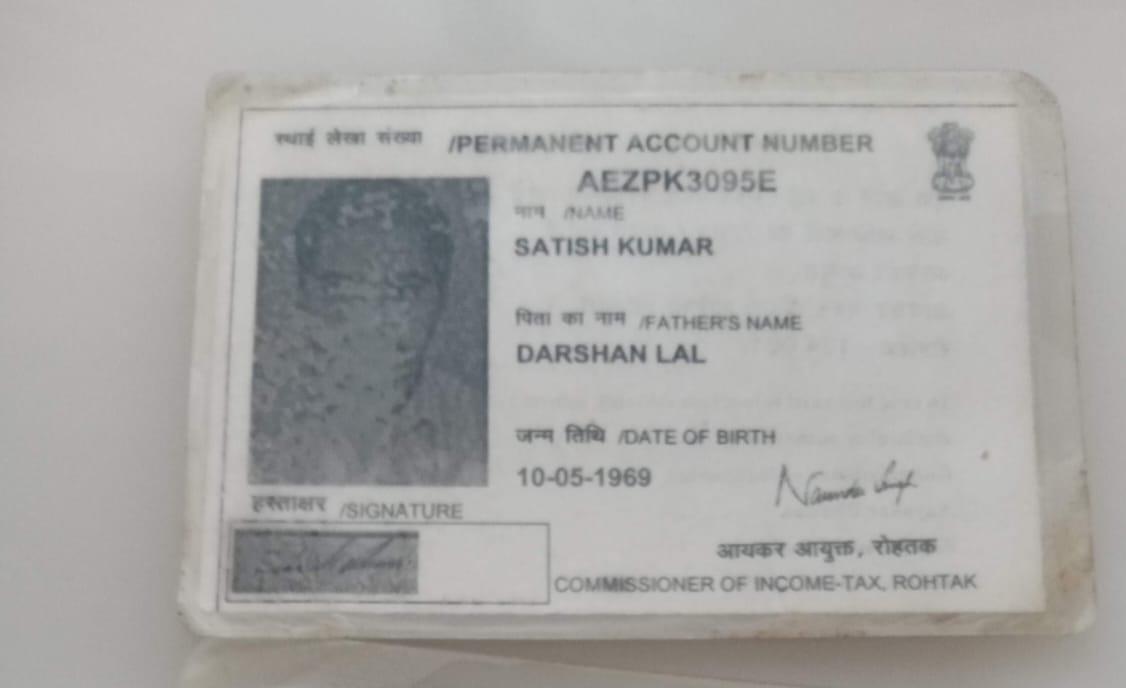 स्थाई लेखा संख्या /PERMANENT ACCOUNT NUMBER
AEZPK3095E
नाम /NAME
SATISH KUMAR
पिता का नाम /FATHER'S NAME
DARSHAN LAL
जन्म तिथि /DATE OF BIRTH
10-05-1969
हस्ताक्षर /SIGNATURE
आयकर आयुक्त, रोहतक
COMMISSIONER OF INCOME-TAX, ROHTAK